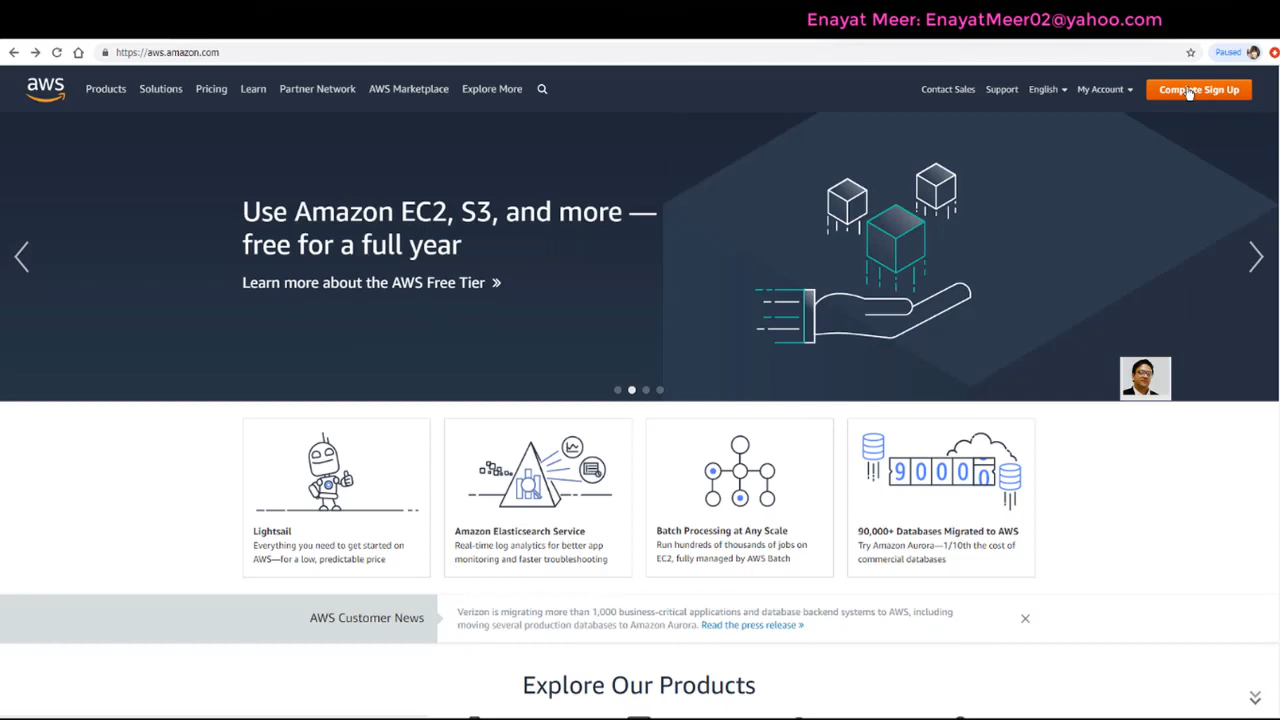 Enayat Meer: EnayatMeer02@yahoo.com
https://aws.amazon.com
Paused
aws
Products Solutions Pricing Learn Partner Network AWS Marketplace Explore More
Contact Sales Support English My Account Complete Sign Up
Use Amazon EC2, S3, and more —
free for a full year
Learn more about the AWS Free Tier »
9 0 0 0 0
Lightsail
Everything you need to get started on
AWS—for a low, predictable price
Amazon Elasticsearch Service
Real-time log analytics for better app
monitoring and faster troubleshooting
Batch Processing at Any Scale
Run hundreds of thousands of jobs on
EC2, fully managed by AWS Batch
90,000+ Databases Migrated to AWS
Try Amazon Aurora—1/10th the cost of
commercial databases
AWS Customer News
Verizon is migrating more than 1,000 business-critical applications and database backend systems to AWS, including
moving several production databases to Amazon Aurora. Read the press release »
Explore Our Products